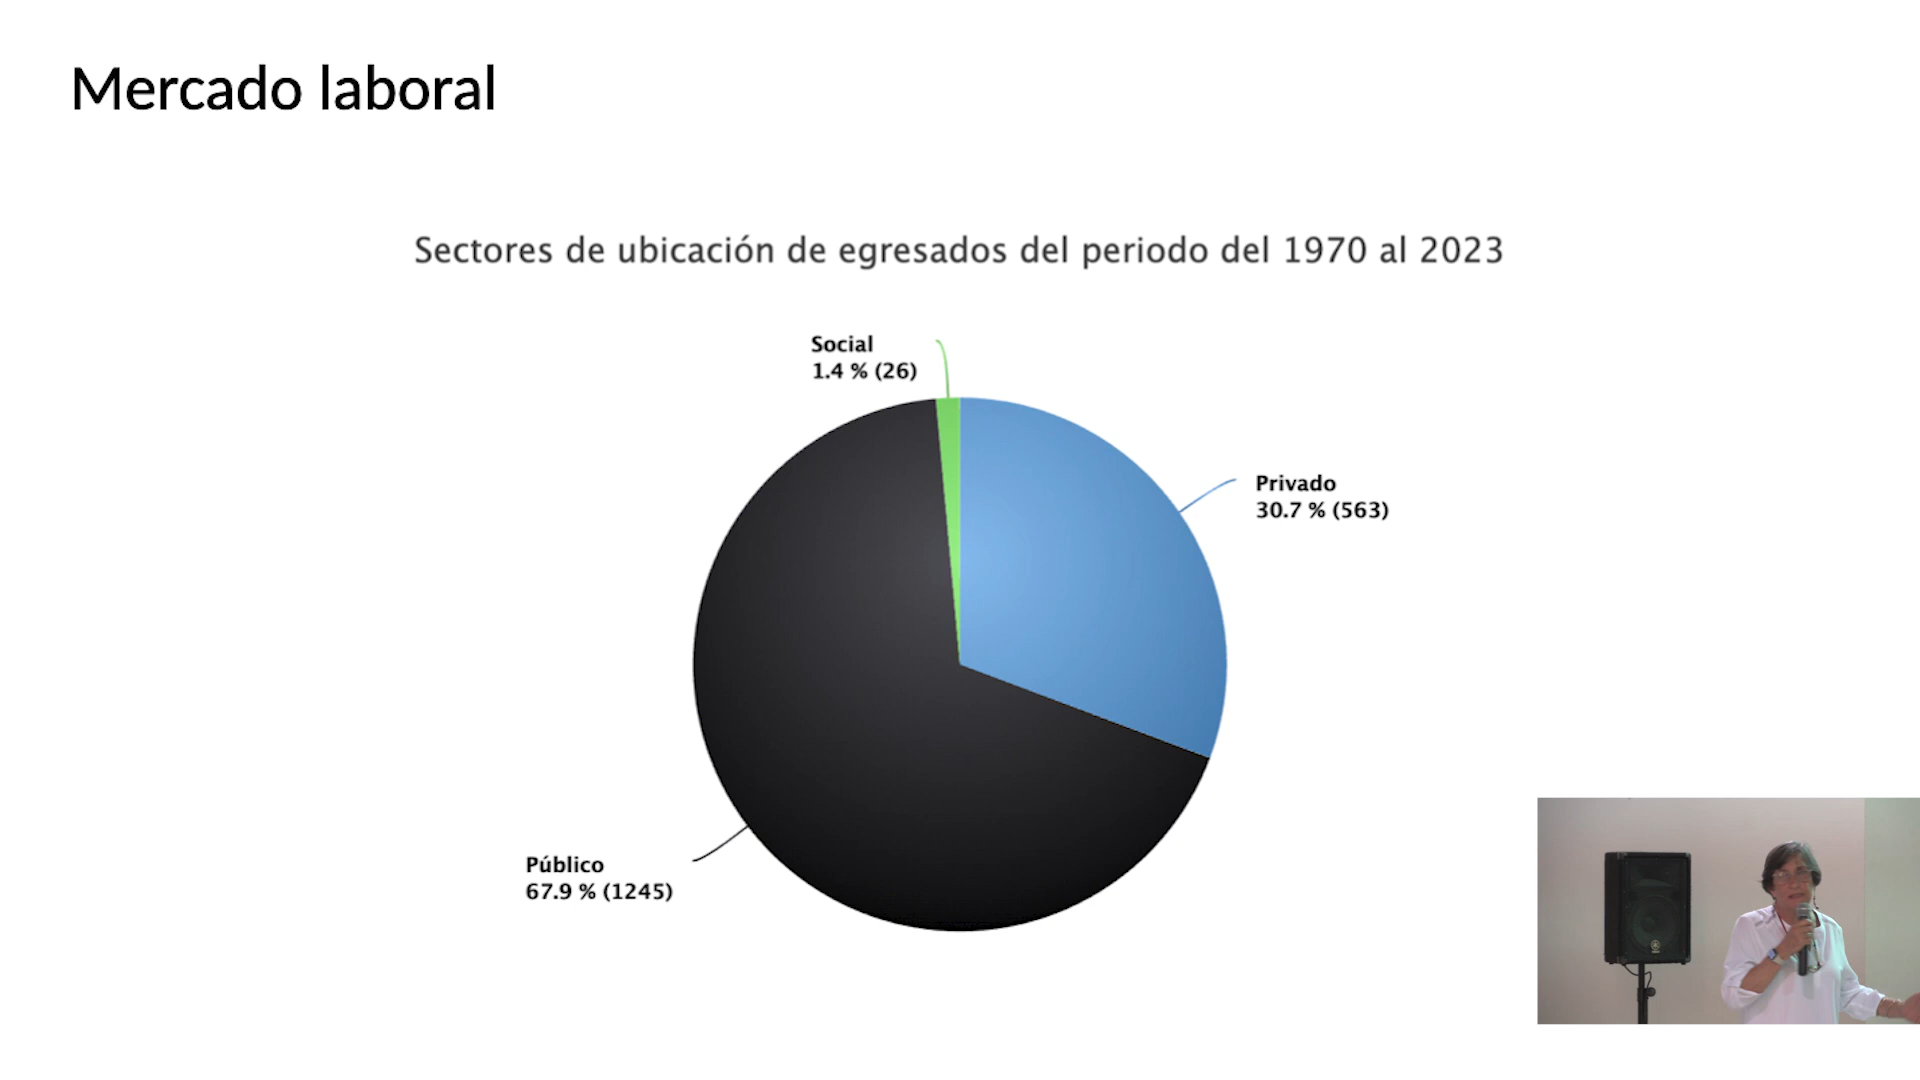 Mercado laboral
Sectores de ubicación de egresados del periodo del 1970 al 2023
Social
1.4 % (26)
Privado
30.7 % (563)
Público
67.9 % (1245)